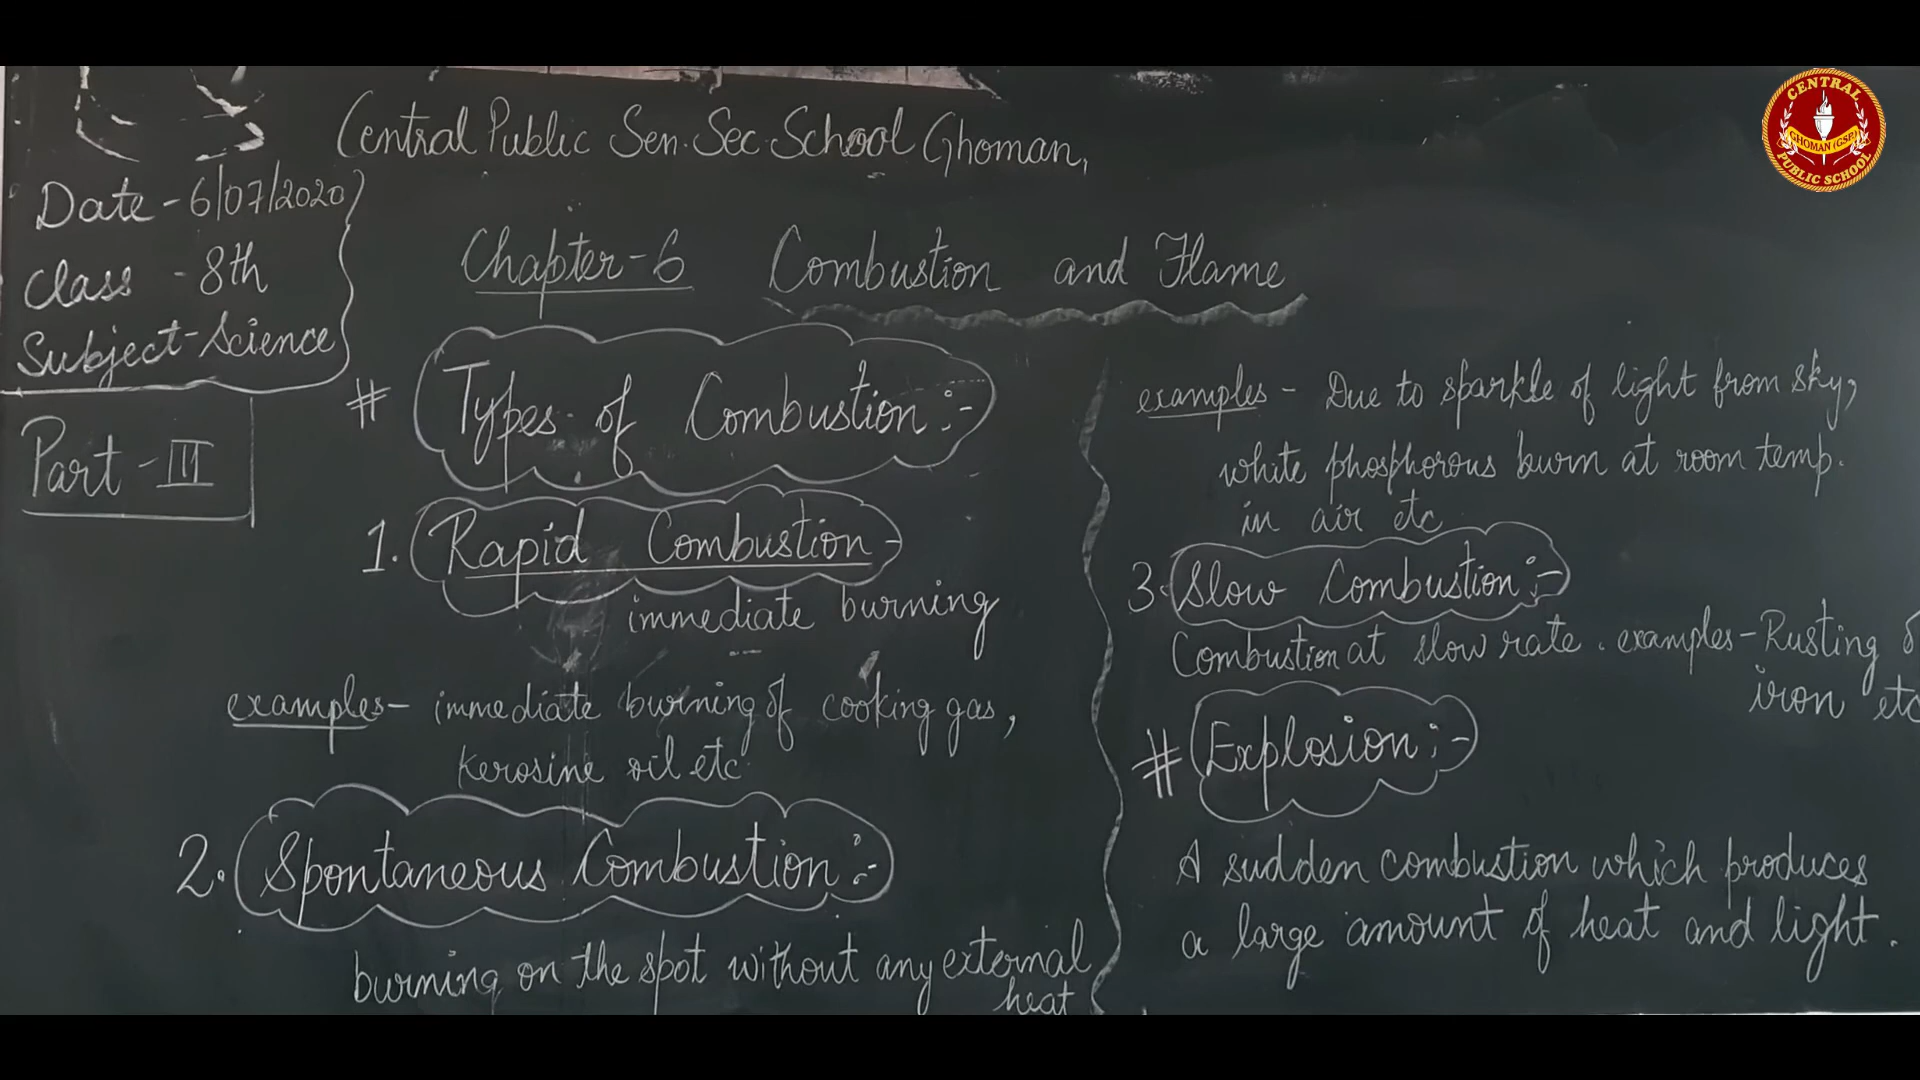 Central Public Sen. Sec. School Ghoman,
Date - 6/07/2020
Class - 8th
Subject - Science
Part - III
Chapter - 6 Combustion and Flame
# Types of Combustion :-
1. Rapid Combustion -
immediate burning
examples - immediate burning of cooking gas,
kerosine oil etc.
2. Spontaneous Combustion :-
burning on the spot without any external
heat
examples - Due to sparkle of light from sky,
white phosphorous burn at room temp.
in air etc
3. Slow Combustion :-
Combustion at slow rate. examples - Rusting
iron etc
# Explosion :-
A sudden combustion which produces
a large amount of heat and light.
CENTRAL
GHOMAN (GSP)
PUBLIC SCHOOL